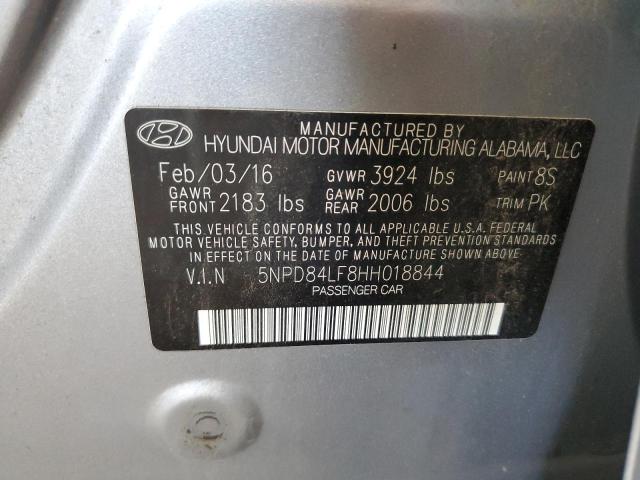 MANUFACTURED BY
HYUNDAI MOTOR MANUFACTURING ALABAMA, LLC
Feb/03/16 GVWR 3924 lbs PAINT 8S
GAWR FRONT 2183 lbs GAWR REAR 2006 lbs TRIM PK
THIS VEHICLE CONFORMS TO ALL APPLICABLE U.S.A. FEDERAL
MOTOR VEHICLE SAFETY, BUMPER, AND THEFT PREVENTION
STANDARDS IN EFFECT ON THE DATE OF MANUFACTURE SHOWN ABOVE.
V.I.N 5NPD84LF8HH018844
PASSENGER CAR